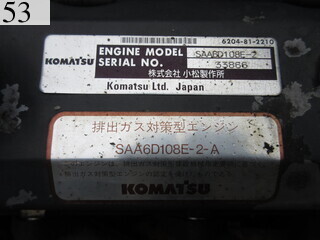 53
6204-81-2210
ENGINE MODEL SAA6D108E-2
KOMATSU SERIAL NO. 33866
株式会社 小松製作所
Komatsu Ltd. Japan
排出ガス対策型エンジン
SAA6D108E-2-A
KOMATSU